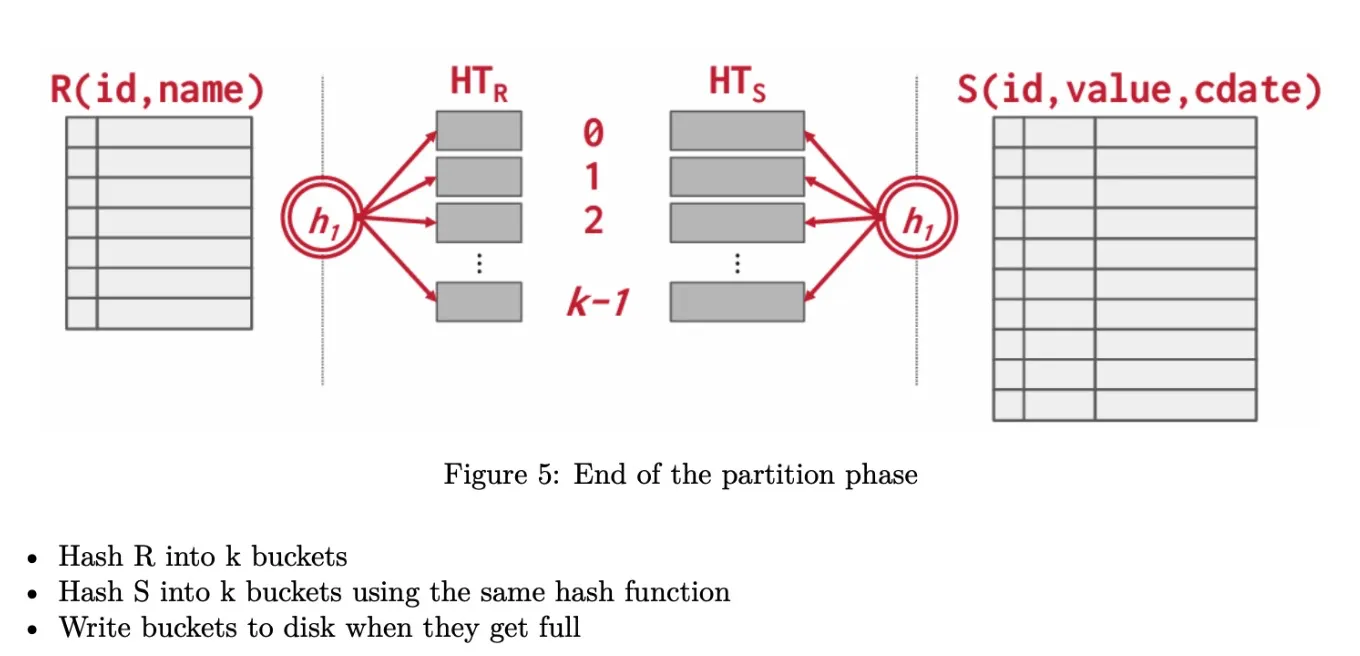 R(id,name)
HT_R
HT_S
S(id,value,cdate)
0
1
2
⋮
⋮
k-1
h_1
h_1
Figure 5: End of the partition phase
• Hash R into k buckets
• Hash S into k buckets using the same hash function
• Write buckets to disk when they get full